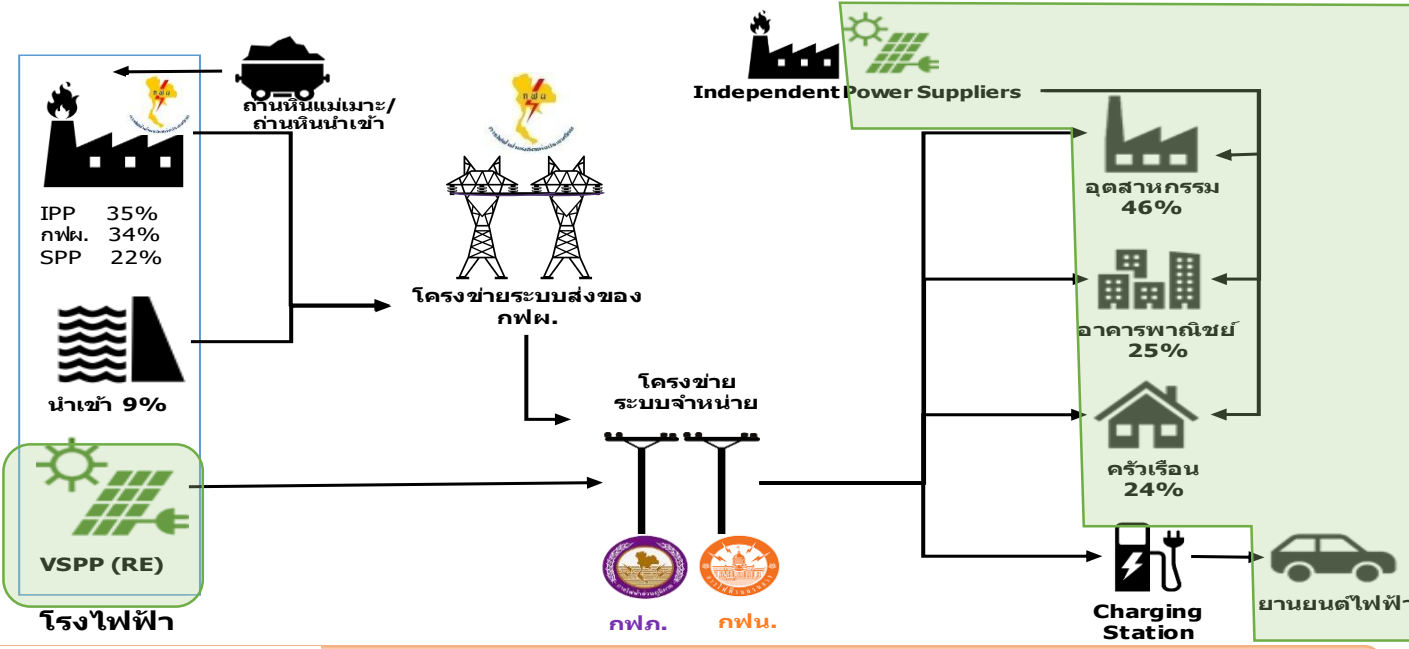 ถ่านหินแม่เมาะ/
ถ่านหินนำเข้า
IPP 35%
กฟผ. 34%
SPP 22%
นำเข้า 9%
VSPP (RE)
โรงไฟฟ้า
กฟผ
โครงข่ายระบบส่งของ
กฟผ.
โครงข่าย
ระบบจำหน่าย
กฟภ.
กฟน.
Independent Power Suppliers
อุตสาหกรรม
46%
อาคารพาณิชย์
25%
ครัวเรือน
24%
Charging
Station
ยานยนต์ไฟฟ้า